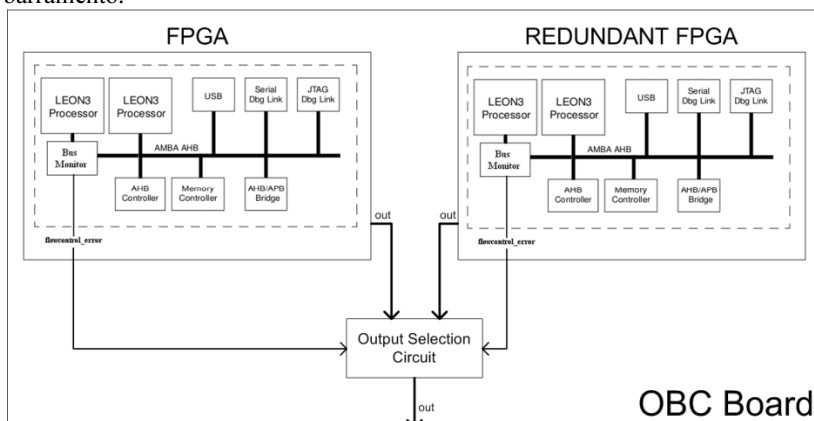 barramento.
FPGA
REDUNDANT FPGA
LEON3
Processor
LEON3
Processor
USB
Serial
Dbg Link
JTAG
Dbg Link
Bus
Monitor
AMBA AHB
AHB
Controller
Memory
Controller
AHB/APB
Bridge
flowcontrol_error
out
LEON3
Processor
LEON3
Processor
USB
Serial
Dbg Link
JTAG
Dbg Link
Bus
Monitor
AMBA AHB
AHB
Controller
Memory
Controller
AHB/APB
Bridge
flowcontrol_error
out
Output Selection
Circuit
out
OBC Board